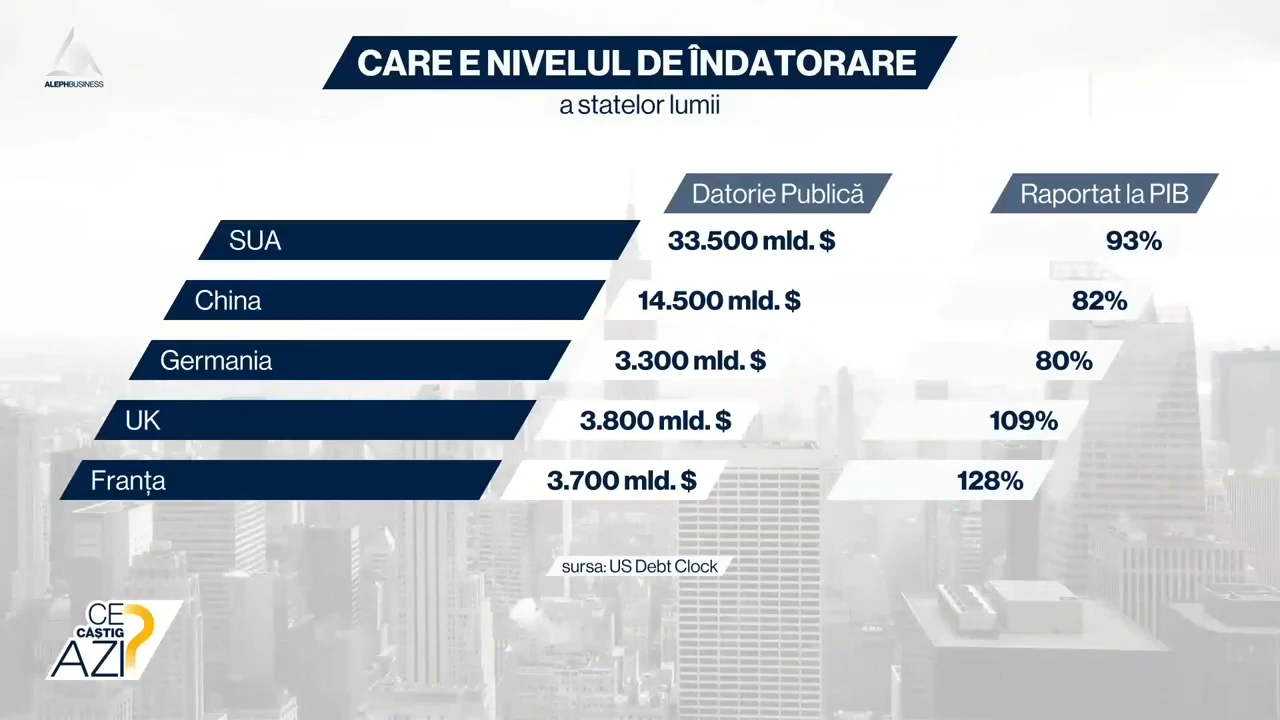 ALEPHBUSINESS
CARE E NIVELUL DE ÎNDATORARE
a statelor lumii
Datorie Publică Raportat la PIB
SUA 33.500 mld. $ 93%
China 14.500 mld. $ 82%
Germania 3.300 mld. $ 80%
UK 3.800 mld. $ 109%
Franța 3.700 mld. $ 128%
sursa: US Debt Clock
CE
CÂȘTIG
AZI?